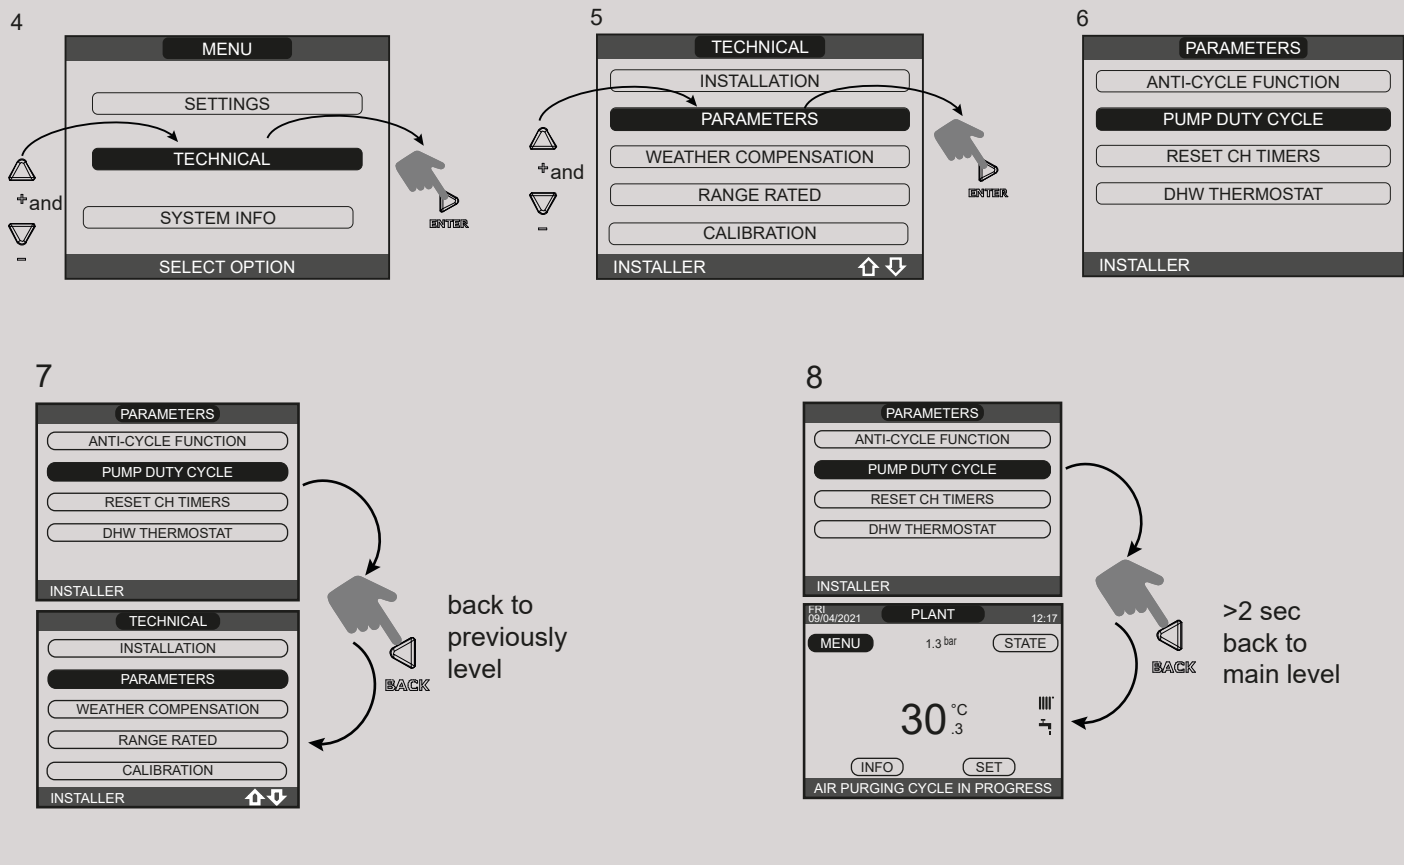 4
MENU
SETTINGS
TECHNICAL
SYSTEM INFO
SELECT OPTION
+and
-
ENTER
5
TECHNICAL
INSTALLATION
PARAMETERS
WEATHER COMPENSATION
RANGE RATED
CALIBRATION
INSTALLER
+and
-
ENTER
6
PARAMETERS
ANTI-CYCLE FUNCTION
PUMP DUTY CYCLE
RESET CH TIMERS
DHW THERMOSTAT
INSTALLER
7
PARAMETERS
ANTI-CYCLE FUNCTION
PUMP DUTY CYCLE
RESET CH TIMERS
DHW THERMOSTAT
INSTALLER
TECHNICAL
INSTALLATION
PARAMETERS
WEATHER COMPENSATION
RANGE RATED
CALIBRATION
INSTALLER
BACK
back to
previously
level
8
PARAMETERS
ANTI-CYCLE FUNCTION
PUMP DUTY CYCLE
RESET CH TIMERS
DHW THERMOSTAT
INSTALLER
FRI
09/04/2021 PLANT 12:17
MENU 1.3 bar STATE
30 °C
.3
INFO SET
AIR PURGING CYCLE IN PROGRESS
BACK
>2 sec
back to
main level